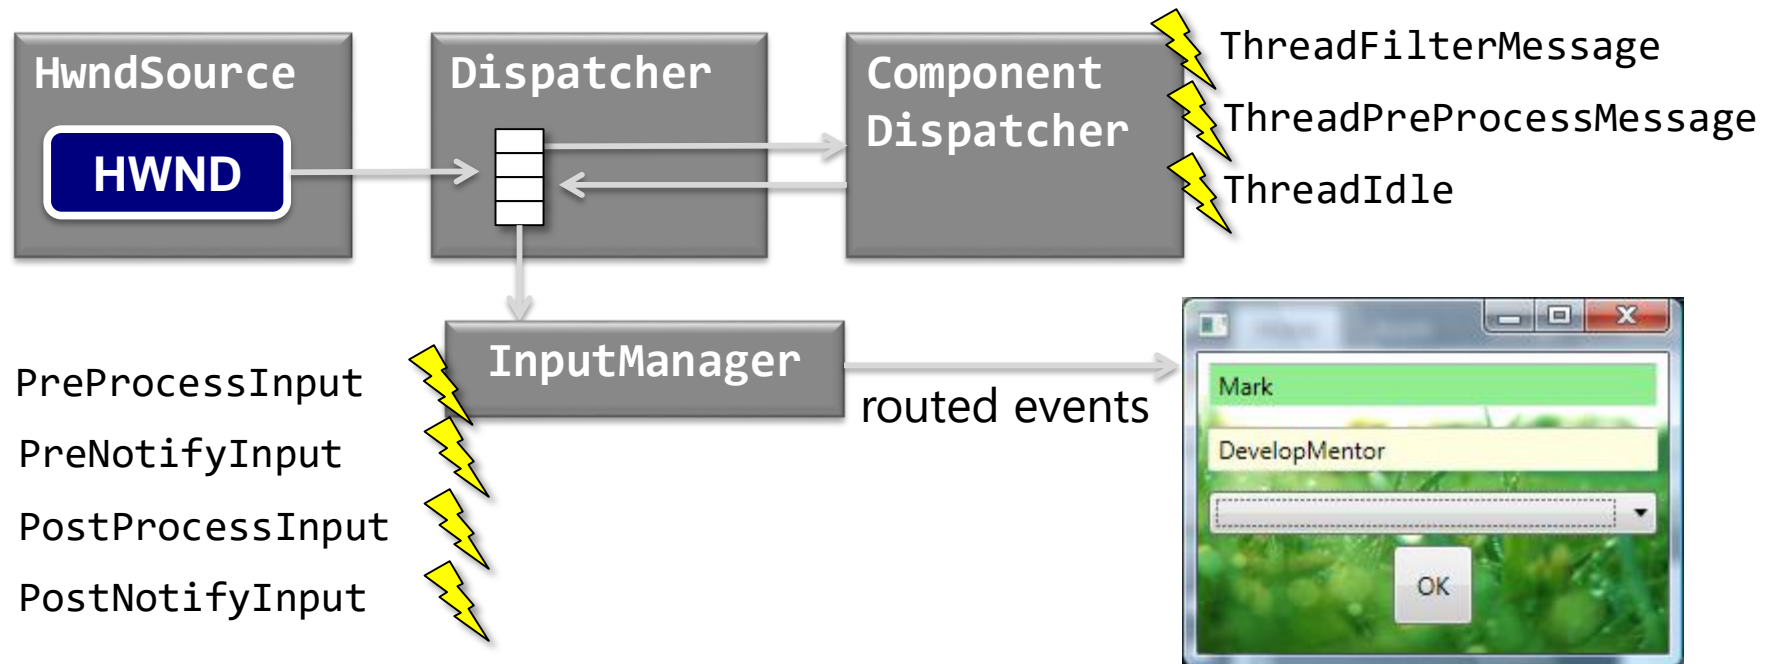 HwndSource
HWND
Dispatcher
Component
Dispatcher
ThreadFilterMessage
ThreadPreProcessMessage
ThreadIdle
InputManager
PreProcessInput
PreNotifyInput
PostProcessInput
PostNotifyInput
routed events
Mark
DevelopMentor
OK